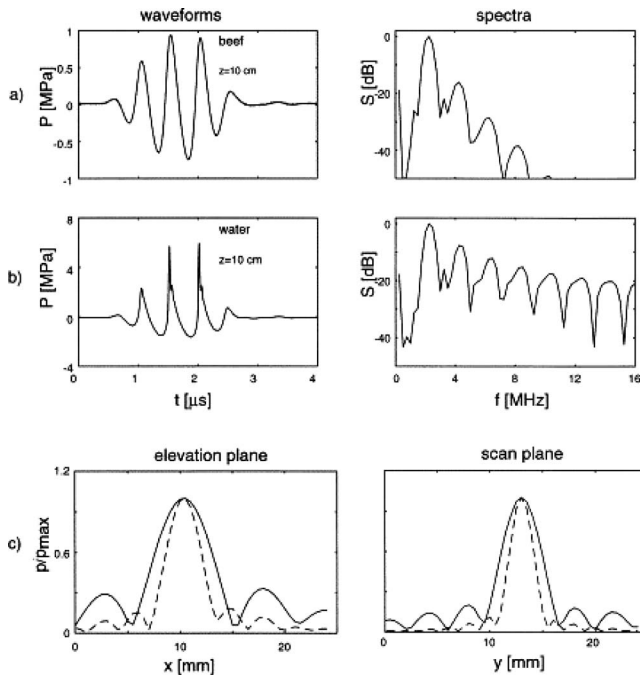 waveforms
spectra
a)
P [MPa]
1
0.5
0
-0.5
-1
beef
z=10 cm
S [dB]
0
-20
-40
b)
P [MPa]
8
4
0
-4
water
z=10 cm
0 1 2 3 4
t [µs]
S [dB]
0
-20
-40
0 4 8 12 16
f [MHz]
elevation plane
scan plane
c)
p/pmax
1.2
0.6
0
0 10 20
x [mm]
0 10 20
y [mm]